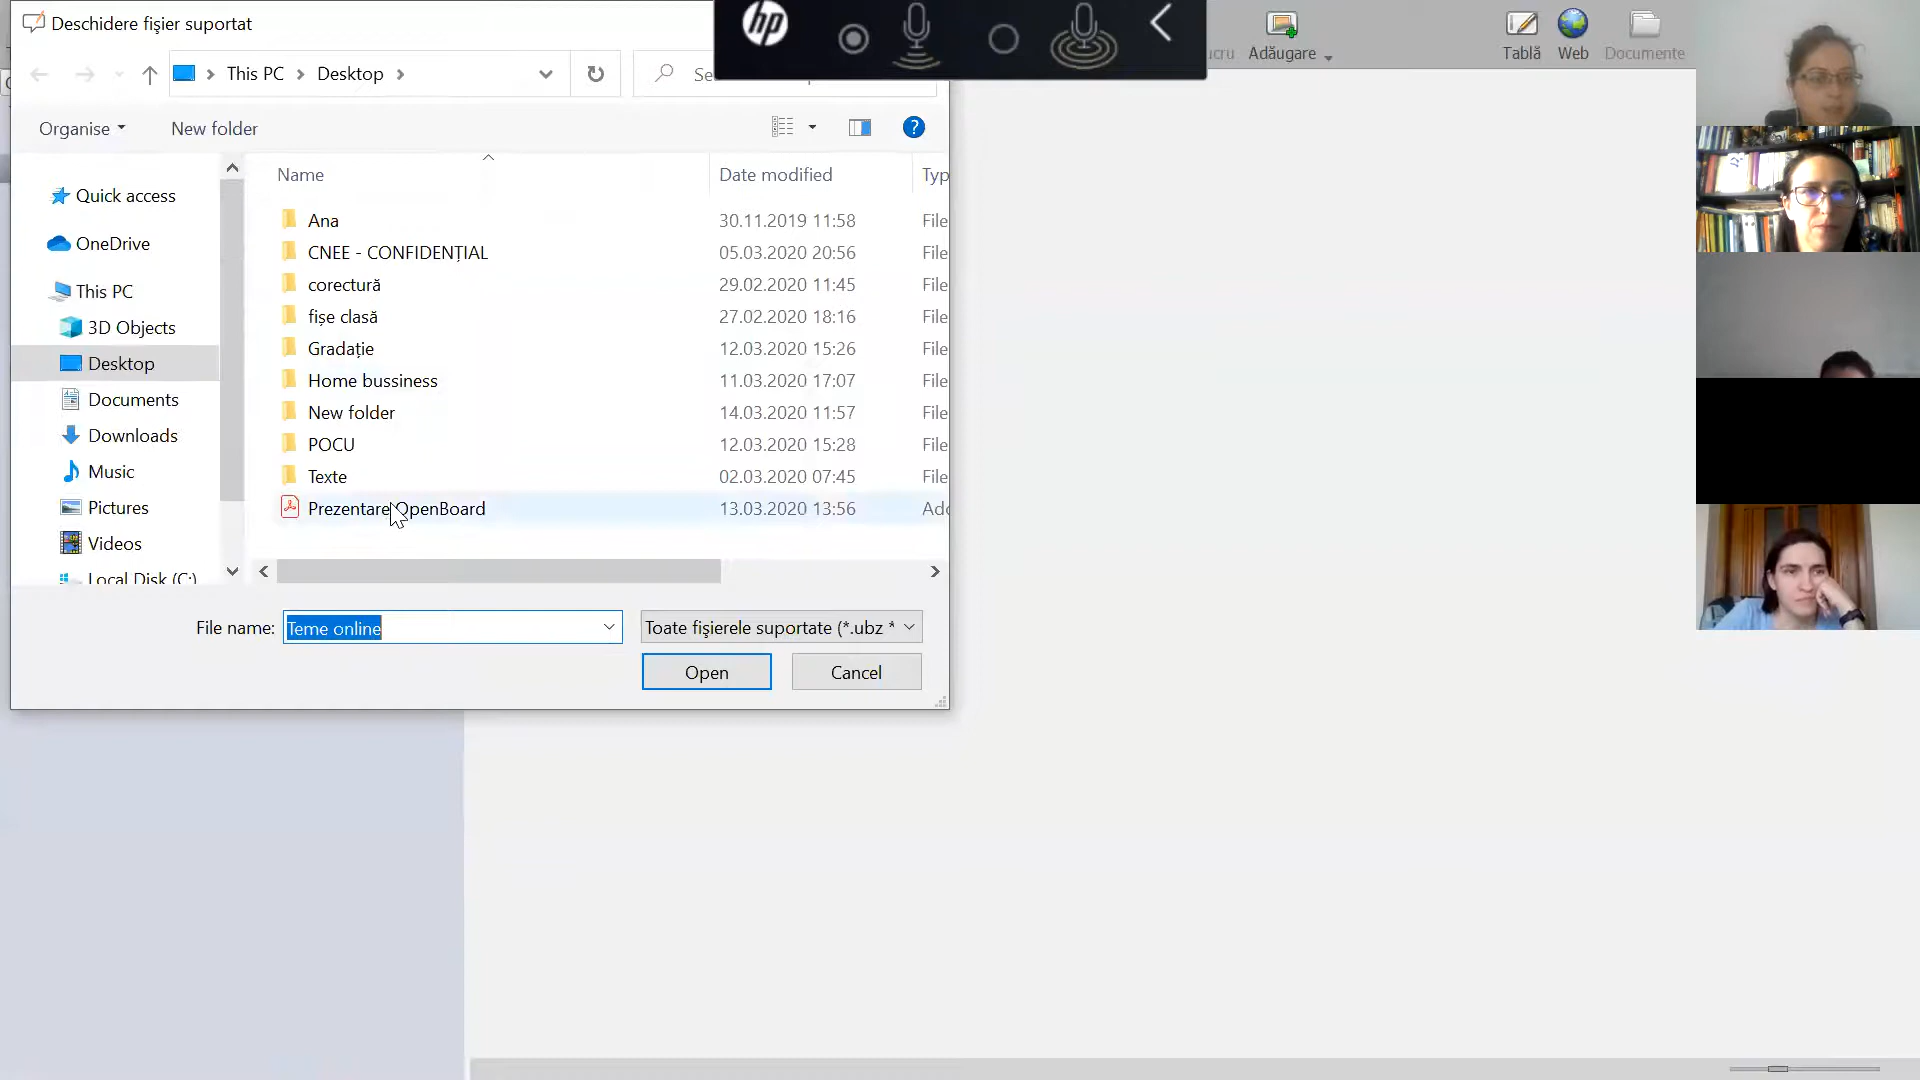 Deschidere fișier suportat
hp
cru
Adăugare
Tablă
Web
Documente
This PC
Desktop
Se
Organise
New folder
Name
Date modified
Typ
Quick access
OneDrive
This PC
3D Objects
Desktop
Documents
Downloads
Music
Pictures
Videos
Local Disk (C:)
Ana 30.11.2019 11:58 File
CNEE - CONFIDENȚIAL 05.03.2020 20:56 File
corectură 29.02.2020 11:45 File
fișe clasă 27.02.2020 18:16 File
Gradație 12.03.2020 15:26 File
Home bussiness 11.03.2020 17:07 File
New folder 14.03.2020 11:57 File
POCU 12.03.2020 15:28 File
Texte 02.03.2020 07:45 File
Prezentare OpenBoard 13.03.2020 13:56 Ado
File name: Teme online
Toate fișierele suportate (*.ubz *
Open
Cancel